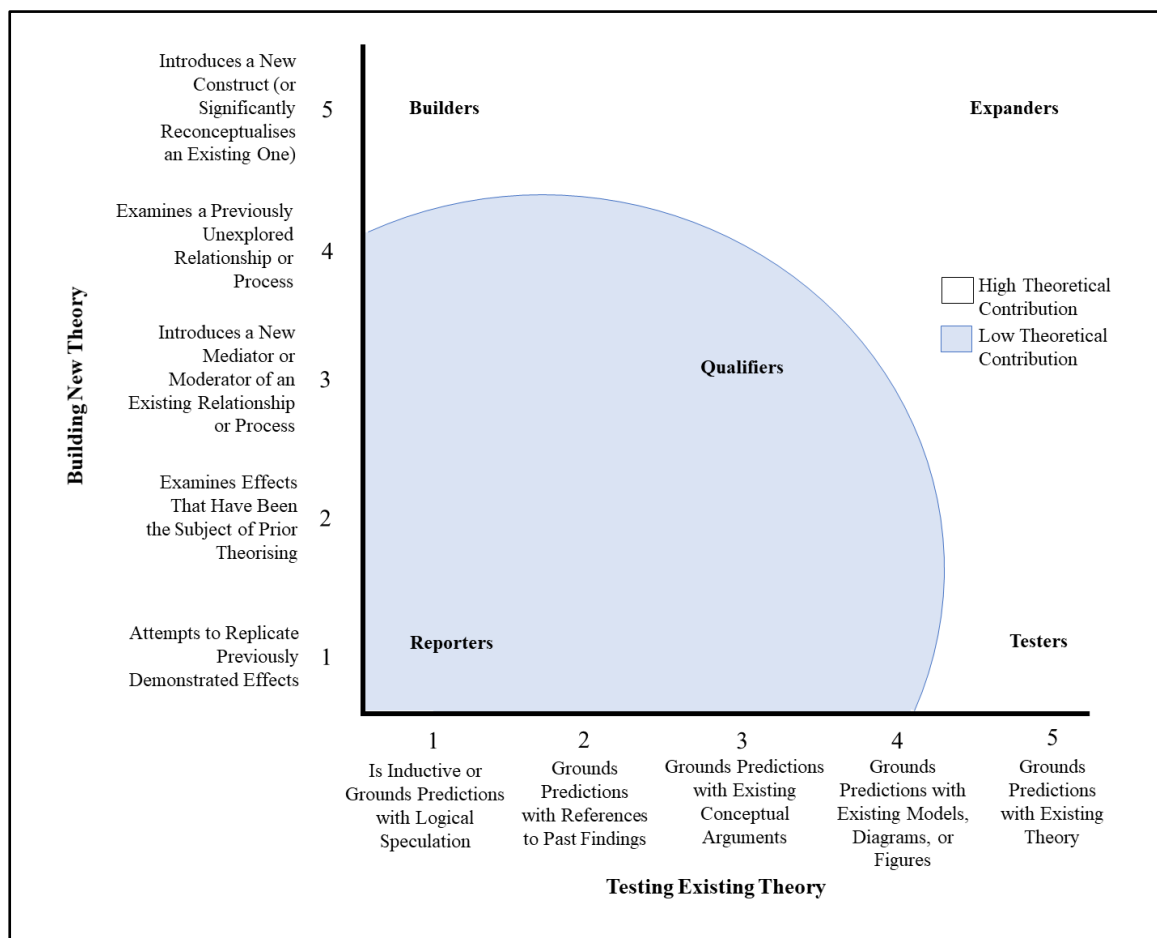 Introduces a New
Construct (or
Significantly
Reconceptualises
an Existing One)
5
Builders
Expanders
Examines a Previously
Unexplored
Relationship or
Process
4
High Theoretical
Contribution
Low Theoretical
Contribution
Building New Theory
Introduces a New
Mediator or
Moderator of an
Existing Relationship
or Process
3
Qualifiers
Examines Effects
That Have Been
the Subject of Prior
Theorising
2
Attempts to Replicate
Previously
Demonstrated Effects
1
Reporters
Testers
1
Is Inductive or
Grounds Predictions
with Logical
Speculation
2
Grounds
Predictions
with References
to Past Findings
3
Grounds Predictions
with Existing
Conceptual
Arguments
4
Grounds
Predictions with
Existing Models,
Diagrams, or
Figures
5
Grounds
Predictions
with Existing
Theory
Testing Existing Theory